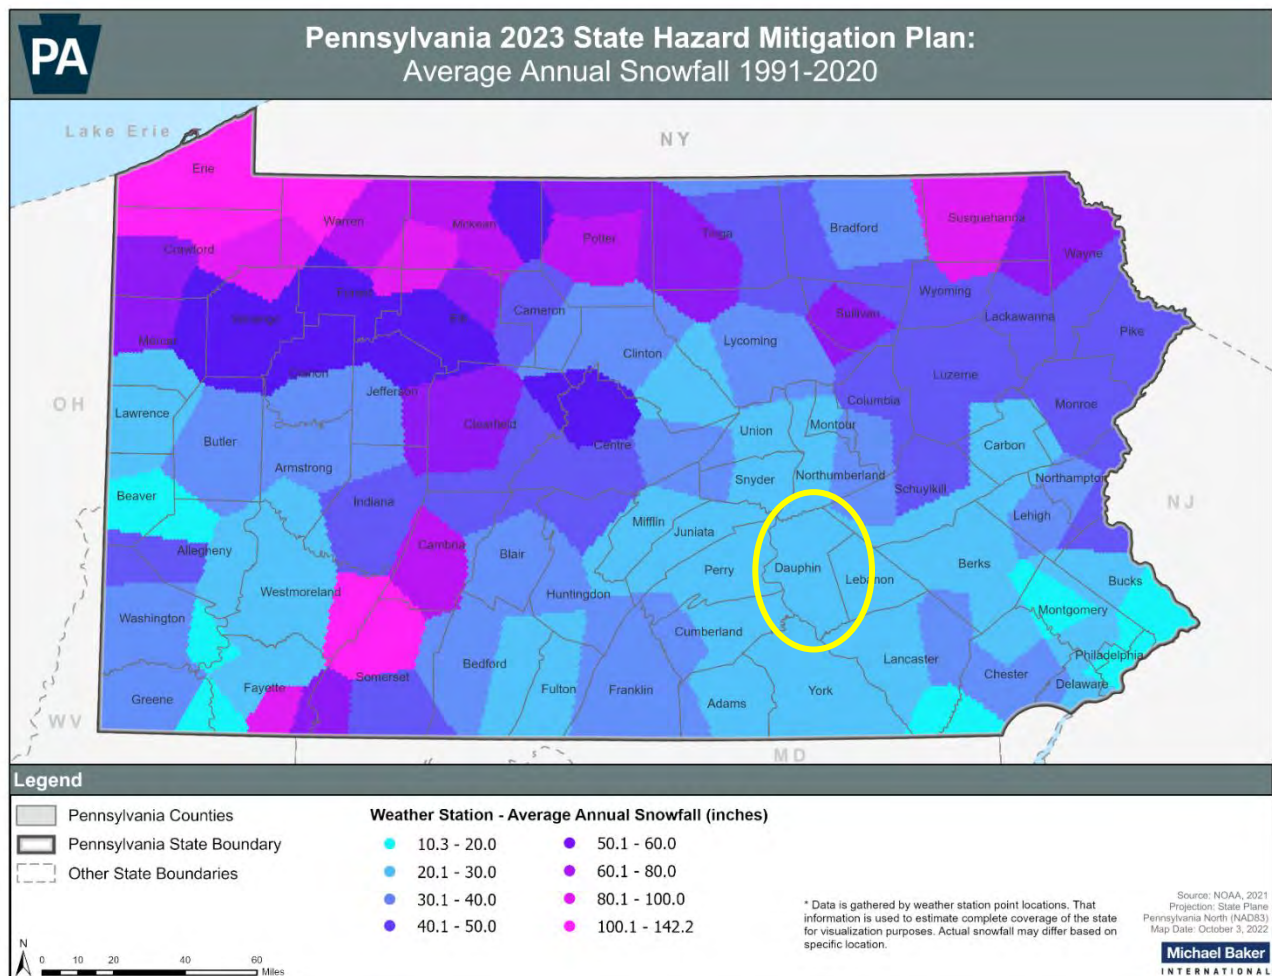 PA
Pennsylvania 2023 State Hazard Mitigation Plan:
Average Annual Snowfall 1991-2020
Lake Erie
NY
Erie
Warren
Mckean
Potter
Tioga
Bradford
Susquehanna
Crawford
Wayne
Forest
Elk
Cameron
Sullivan
Wyoming
Lackawanna
Venango
Mercer
Pike
Clinton
Lycoming
Clarion
Jefferson
Luzerne
OH
Lawrence
Columbia
Monroe
Clearfield
Montour
Butler
Centre
Union
Carbon
Armstrong
Beaver
Indiana
Snyder
Northumberland
Schuylkill
Northampton
NJ
Mifflin
Juniata
Lehigh
Allegheny
Cambria
Blair
Perry
Dauphin
Lebanon
Berks
Bucks
Westmoreland
Huntingdon
Montgomery
Washington
Cumberland
Philadelphia
Somerset
Bedford
Lancaster
Chester
Delaware
Greene
Fayette
Fulton
Franklin
Adams
York
WV
MD
Legend
Pennsylvania Counties
Pennsylvania State Boundary
Other State Boundaries
Weather Station - Average Annual Snowfall (inches)
10.3 - 20.0
20.1 - 30.0
30.1 - 40.0
40.1 - 50.0
50.1 - 60.0
60.1 - 80.0
80.1 - 100.0
100.1 - 142.2
* Data is gathered by weather station point locations. That
information is used to estimate complete coverage of the state
for visualization purposes. Actual snowfall may differ based on
specific location.
Source: NOAA, 2021
Projection: State Plane
Pennsylvania North (NAD83)
Map Date: October 3, 2022
Michael Baker
INTERNATIONAL
N
0 10 20 40 60
Miles